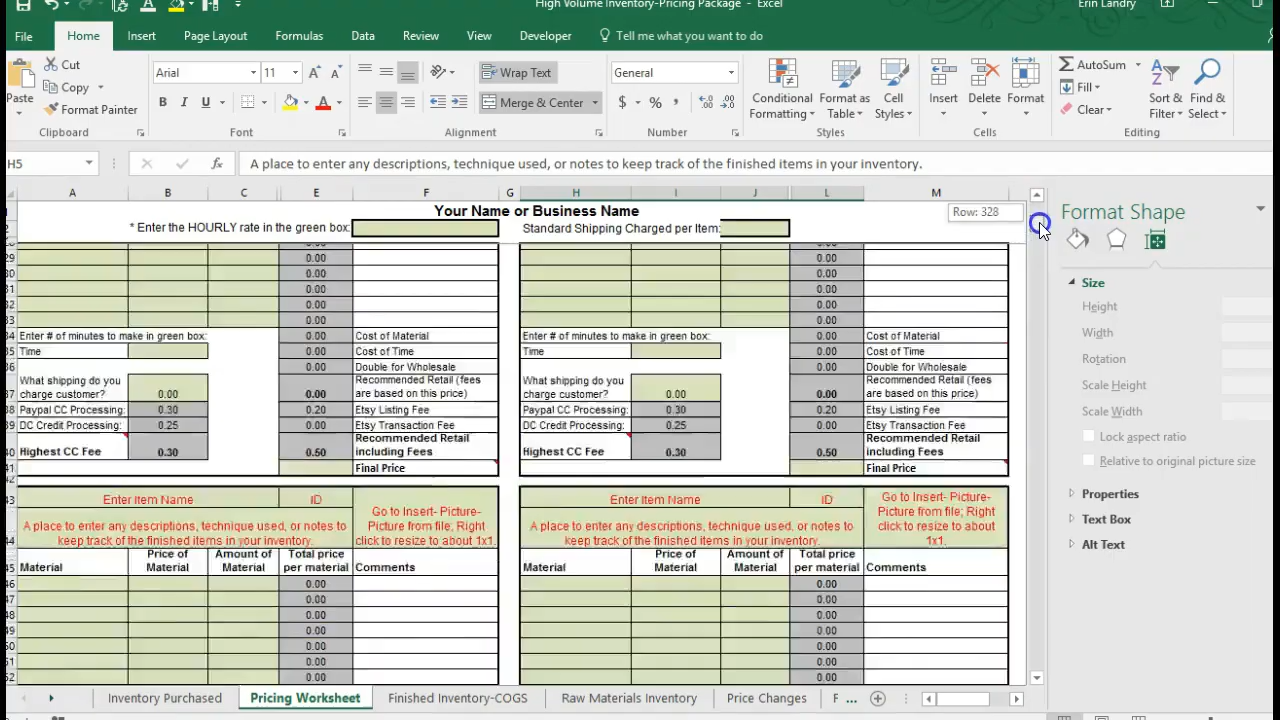 High Volume Inventory-Pricing Package - Excel Erin Landry
File Home Insert Page Layout Formulas Data Review View Developer Tell me what you want to do
Paste Cut Copy Format Painter Clipboard
Arial 11 B I U Font
Wrap Text Merge & Center Alignment
General $ % , Number
Conditional Formatting Format as Table Cell Styles Styles
Insert Delete Format Cells
AutoSum Fill Clear Sort & Filter Find & Select Editing
H5 fx A place to enter any descriptions, technique used, or notes to keep track of the finished items in your inventory.
A B C E F G H I J L M
Your Name or Business Name Row: 328
* Enter the HOURLY rate in the green box: Standard Shipping Charged per Item:
0.00 0.00
0.00 0.00
0.00 0.00
0.00 0.00
0.00 0.00
0.00 0.00
Enter # of minutes to make in green box: 0.00 Cost of Material Enter # of minutes to make in green box: 0.00 Cost of Material
Time 0.00 Cost of Time Time 0.00 Cost of Time
0.00 Double for Wholesale 0.00 Double for Wholesale
What shipping do you charge customer? 0.00 0.00 Recommended Retail (fees are based on this price) What shipping do you charge customer? 0.00 0.00 Recommended Retail (fees are based on this price)
Paypal CC Processing: 0.30 0.20 Etsy Listing Fee Paypal CC Processing: 0.30 0.20 Etsy Listing Fee
DC Credit Processing: 0.25 0.00 Etsy Transaction Fee DC Credit Processing: 0.25 0.00 Etsy Transaction Fee
Highest CC Fee 0.30 0.50 Recommended Retail including Fees Highest CC Fee 0.30 0.50 Recommended Retail including Fees
Final Price Final Price
Enter Item Name ID Go to Insert- Picture- Picture from file; Right click to resize to about 1x1. Enter Item Name ID Go to Insert- Picture- Picture from file; Right click to resize to about 1x1.
A place to enter any descriptions, technique used, or notes to keep track of the finished items in your inventory. A place to enter any descriptions, technique used, or notes to keep track of the finished items in your inventory.
Material Price of Material Amount of Material Total price per material Comments Material Price of Material Amount of Material Total price per material Comments
0.00 0.00
0.00 0.00
0.00 0.00
0.00 0.00
0.00 0.00
0.00 0.00
0.00 0.00
Inventory Purchased Pricing Worksheet Finished Inventory-COGS Raw Materials Inventory Price Changes F ...
Format Shape
Size
Height
Width
Rotation
Scale Height
Scale Width
Lock aspect ratio
Relative to original picture size
Properties
Text Box
Alt Text